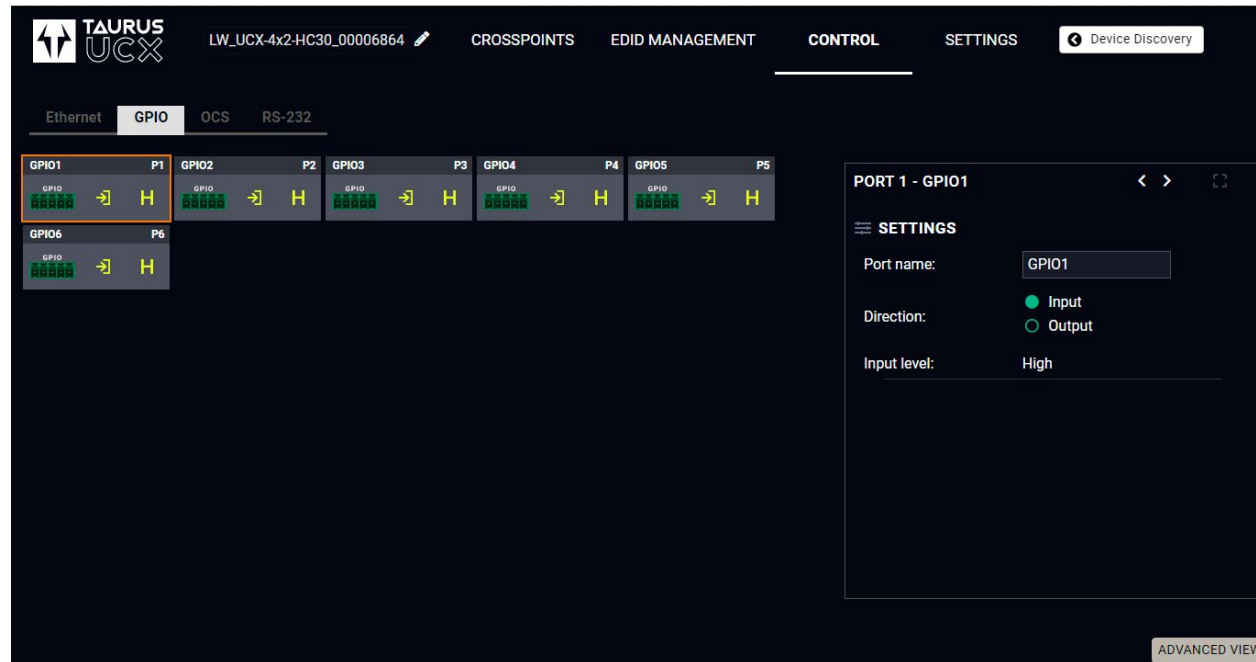 TAURUS
UCX
LW_UCX-4x2-HC30_00006864
CROSSPOINTS
EDID MANAGEMENT
CONTROL
SETTINGS
Device Discovery
Ethernet
GPIO
OCS
RS-232
GPIO1 P1
GPIO2 P2
GPIO3 P3
GPIO4 P4
GPIO5 P5
GPIO H
GPIO H
GPIO H
GPIO H
GPIO H
GPIO6 P6
GPIO H
PORT 1 - GPIO1
SETTINGS
Port name: GPIO1
Direction:
Input
Output
Input level: High
ADVANCED VIEW